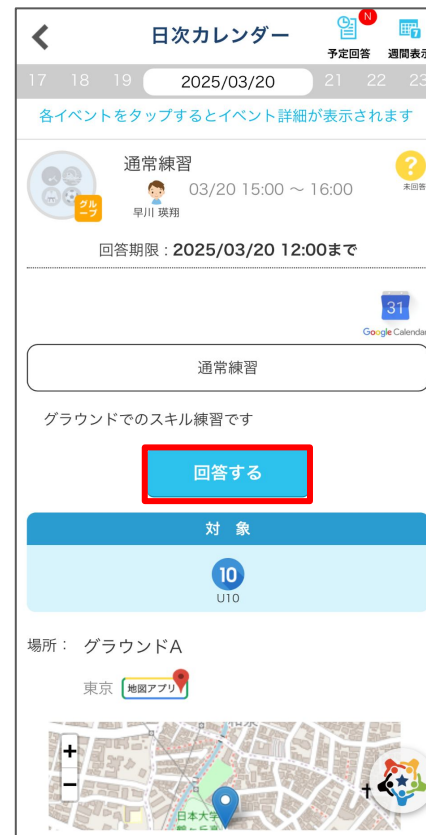 日次カレンダー
N
予定回答
7
週間表示
17 18 19 2025/03/20 21 22 23
各イベントをタップするとイベント詳細が表示されます
通常練習
03/20 15:00 ～ 16:00
?
未回答
グループ
早川 瑛翔
回答期限 : 2025/03/20 12:00まで
31
Google Calendar
通常練習
グラウンドでのスキル練習です
回答する
対 象
10
U10
場所： グラウンドA
東京 地図アプリ
+
−
日本大学